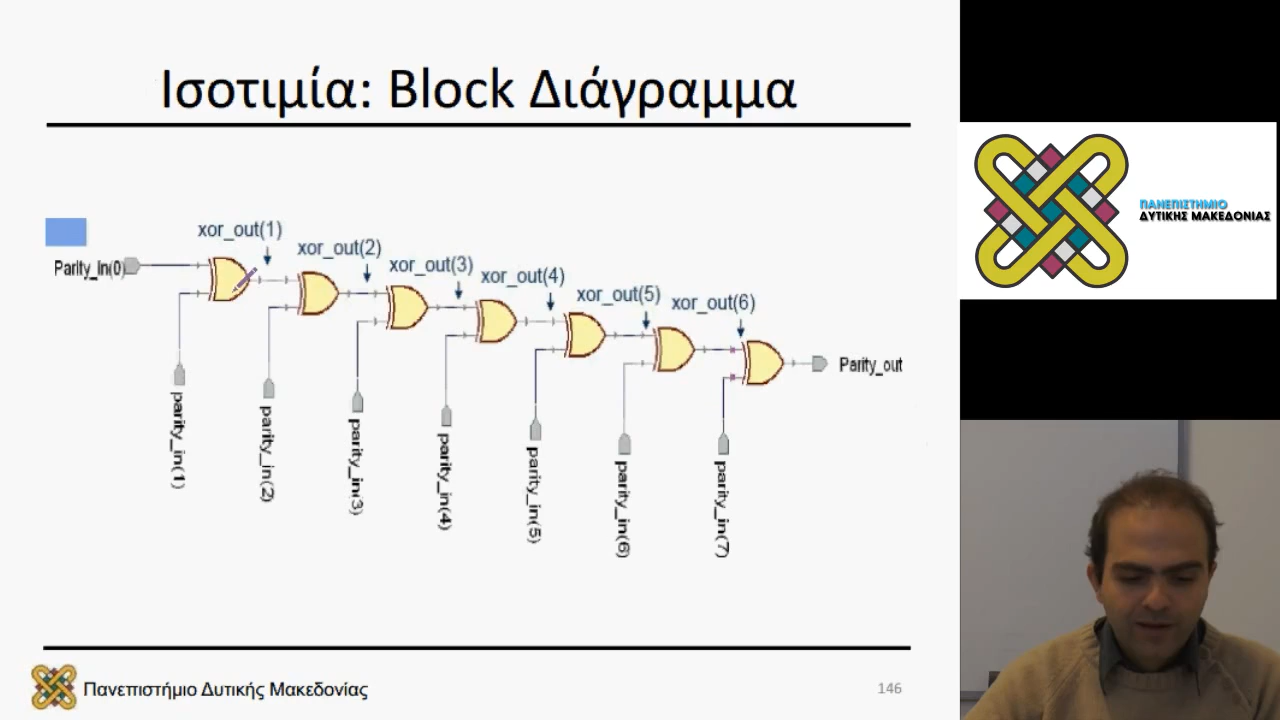 Ισοτιμία: Block Διάγραμμα
xor_out(1)
xor_out(2)
xor_out(3)
xor_out(4)
xor_out(5)
xor_out(6)
Parity_in(0)
Parity_out
parity_in(1)
parity_in(2)
parity_in(3)
parity_in(4)
parity_in(5)
parity_in(6)
parity_in(7)
Πανεπιστήμιο Δυτικής Μακεδονίας
146
ΠΑΝΕΠΙΣΤΗΜΙΟ
ΔΥΤΙΚΗΣ ΜΑΚΕΔΟΝΙΑΣ